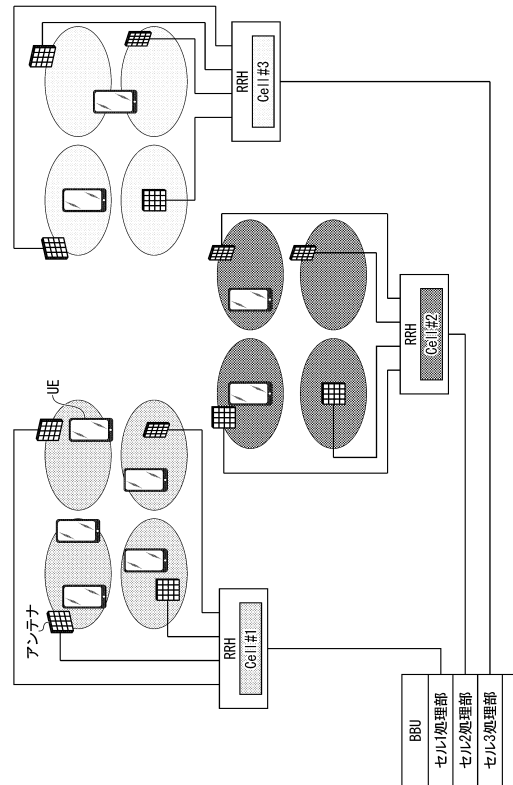 RRH
Cell#3
RRH
Cell#2
UE
アンテナ
RRH
Cell#1
BBU
セル1処理部
セル2処理部
セル3処理部